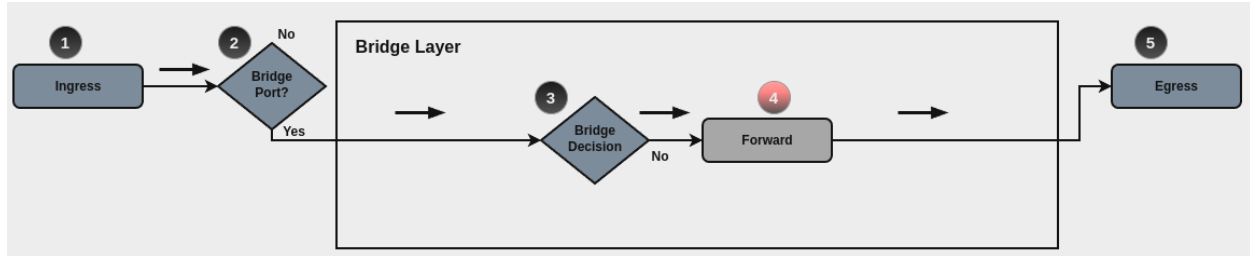 1
Ingress
2
No
Bridge
Port?
Yes
Bridge Layer
3
Bridge
Decision
No
4
Forward
5
Egress